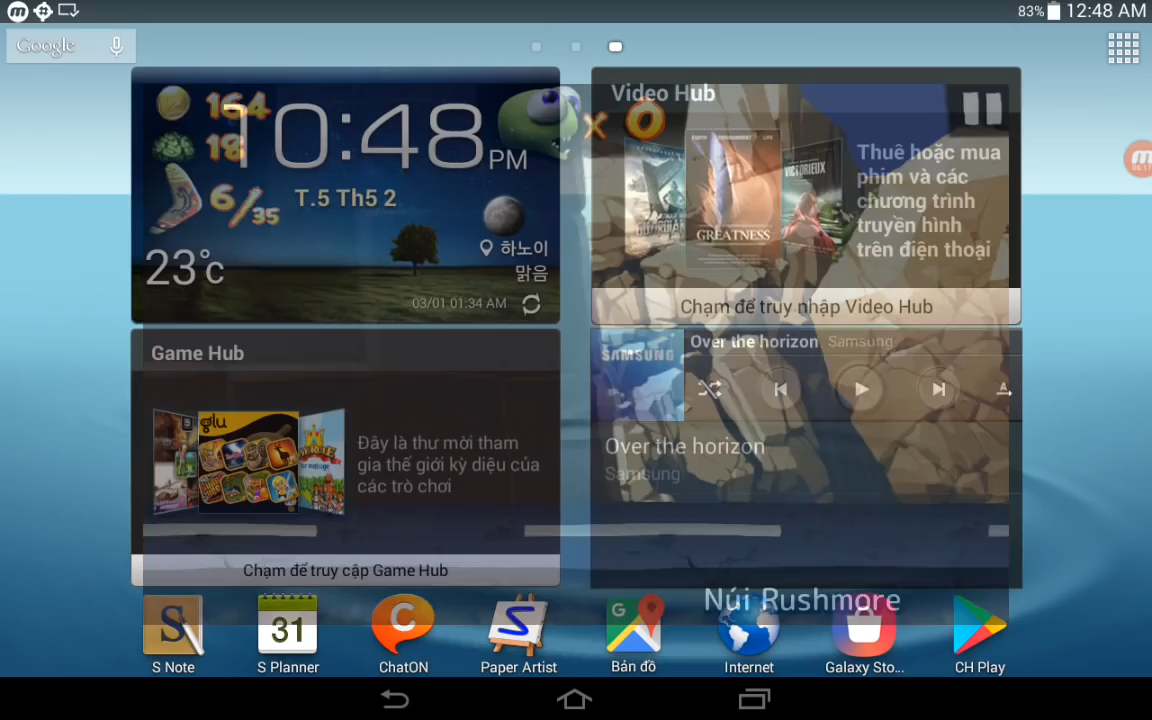 83% 12:48 AM
Google
164
18
6/35
x 0
10:48 PM
T.5 Th5 2
하노이
23°c
맑음
03/01 01:34 AM
Video Hub
GREATNESS
Thuê hoặc mua
phim và các
chương trình
truyền hình
trên điện thoại
Chạm để truy nhập Video Hub
Game Hub
glu
Đây là thư mời tham
gia thế giới kỳ diệu của
các trò chơi
Chạm để truy cập Game Hub
SAMSUNG
Over the horizon Samsung
Over the horizon
Samsung
Núi Rushmore
31
S Note
S Planner
ChatON
Paper Artist
Bản đồ
Internet
Galaxy Sto...
CH Play